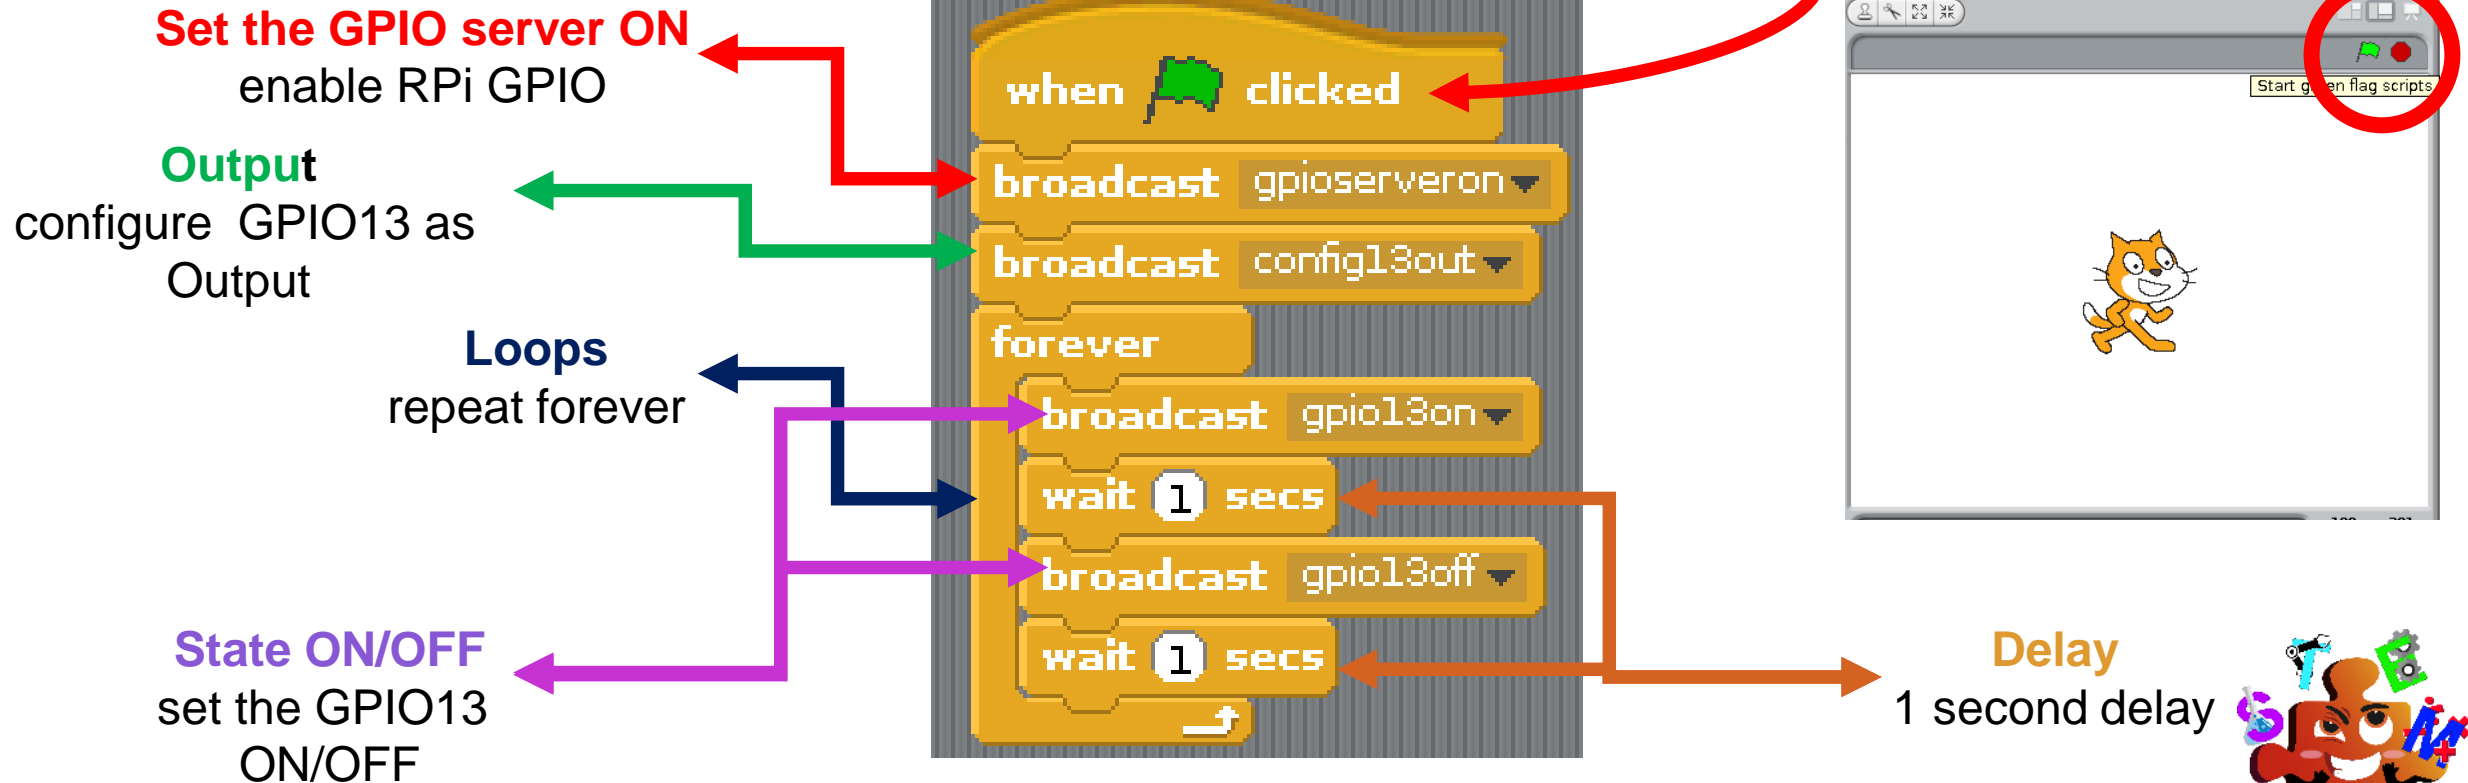 Set the GPIO server ON
enable RPi GPIO
Output
configure GPIO13 as
Output
Loops
repeat forever
State ON/OFF
set the GPIO13
ON/OFF
when clicked
broadcast gpioserveron
broadcast config13out
forever
broadcast gpio13on
wait 1 secs
broadcast gpio13off
wait 1 secs
Start green flag scripts
Delay
1 second delay
S T E M